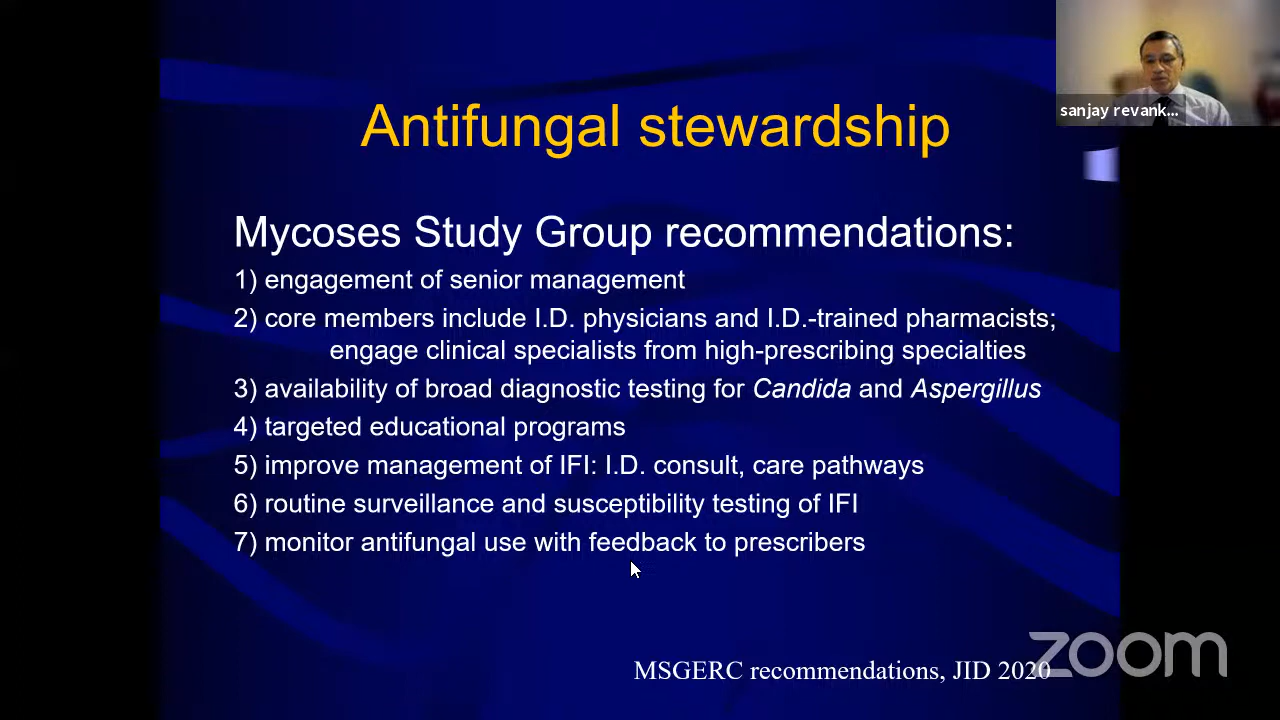 sanjay revank...
Antifungal stewardship
Mycoses Study Group recommendations:
1) engagement of senior management
2) core members include I.D. physicians and I.D.-trained pharmacists;
engage clinical specialists from high-prescribing specialties
3) availability of broad diagnostic testing for Candida and Aspergillus
4) targeted educational programs
5) improve management of IFI: I.D. consult, care pathways
6) routine surveillance and susceptibility testing of IFI
7) monitor antifungal use with feedback to prescribers
MSGERC recommendations, JID 2020
zoom